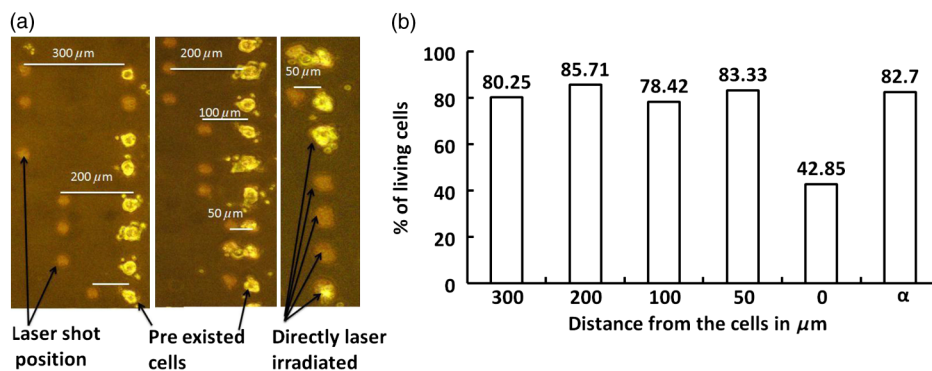 (a)
300 μm
200 μm
200 μm
100 μm
50 μm
50 μm
Laser shot
position
Pre existed
cells
Directly laser
irradiated
(b)
% of living cells
100
80
60
40
80
100
80.25
85.71
78.42
83.33
42.85
82.7
300
200
100
50
0
α
Distance from the cells in μm